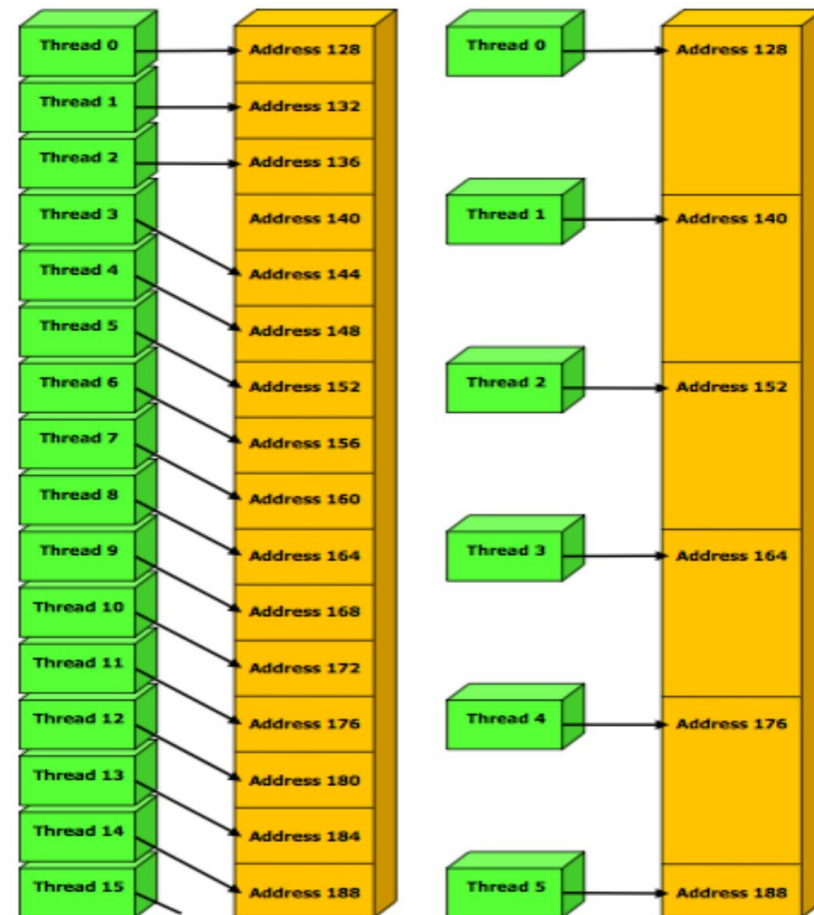 Thread 0
Thread 1
Thread 2
Thread 3
Thread 4
Thread 5
Thread 6
Thread 7
Thread 8
Thread 9
Thread 10
Thread 11
Thread 12
Thread 13
Thread 14
Thread 15
Address 128
Address 132
Address 136
Address 140
Address 144
Address 148
Address 152
Address 156
Address 160
Address 164
Address 168
Address 172
Address 176
Address 180
Address 184
Address 188
Thread 0
Thread 1
Thread 2
Thread 3
Thread 4
Thread 5
Address 128
Address 140
Address 152
Address 164
Address 176
Address 188